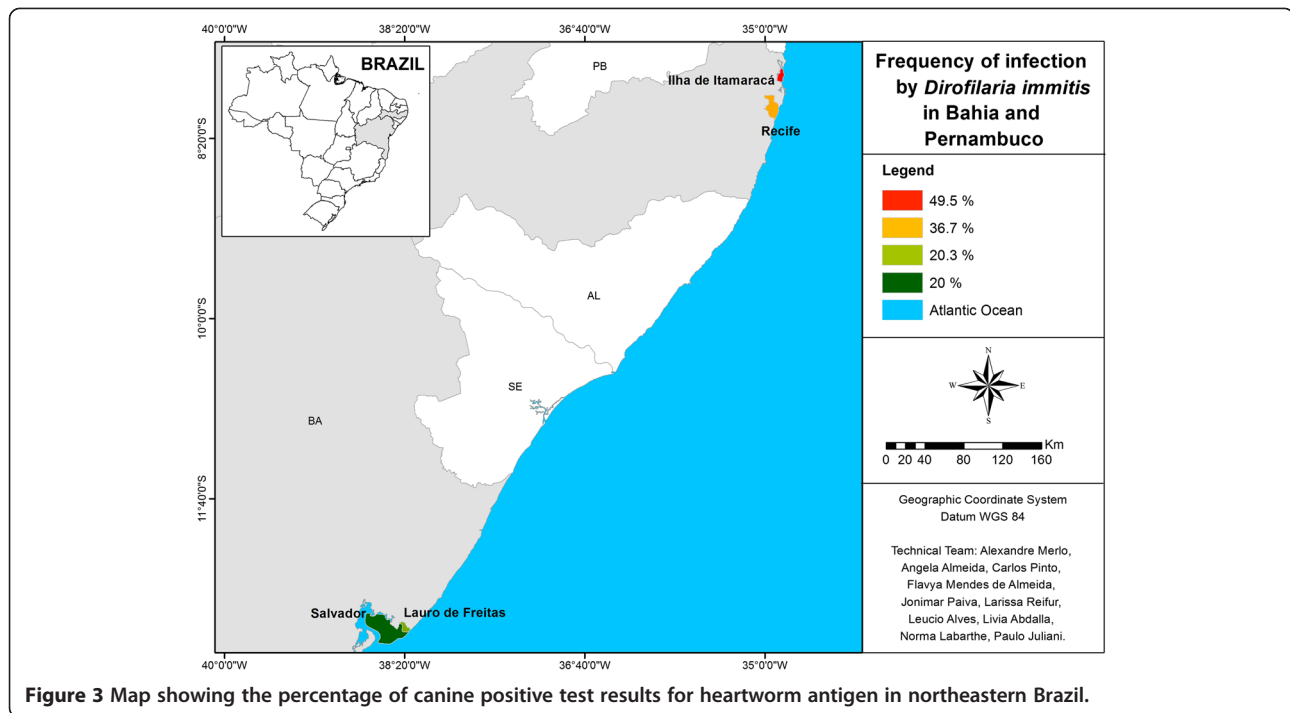 40°0'0"W
38°20'0"W
36°40'0"W
35°0'0"W
BRAZIL
PB
Ilha de Itamaracá
Recife
8°20'0"S
AL
10°0'0"S
SE
BA
11°40'0"S
Salvador
Lauro de Freitas
40°0'0"W
38°20'0"W
36°40'0"W
35°0'0"W
Frequency of infection
by Dirofilaria immitis
in Bahia and
Pernambuco
Legend
49.5 %
36.7 %
20.3 %
20 %
Atlantic Ocean
N
W E
S
Km
0 20 40 80 120 160
Geographic Coordinate System
Datum WGS 84
Technical Team: Alexandre Merlo,
Angela Almeida, Carlos Pinto,
Flavya Mendes de Almeida,
Jonimar Paiva, Larissa Reifur,
Leucio Alves, Livia Abdalla,
Norma Labarthe, Paulo Juliani.
Figure 3 Map showing the percentage of canine positive test results for heartworm antigen in northeastern Brazil.